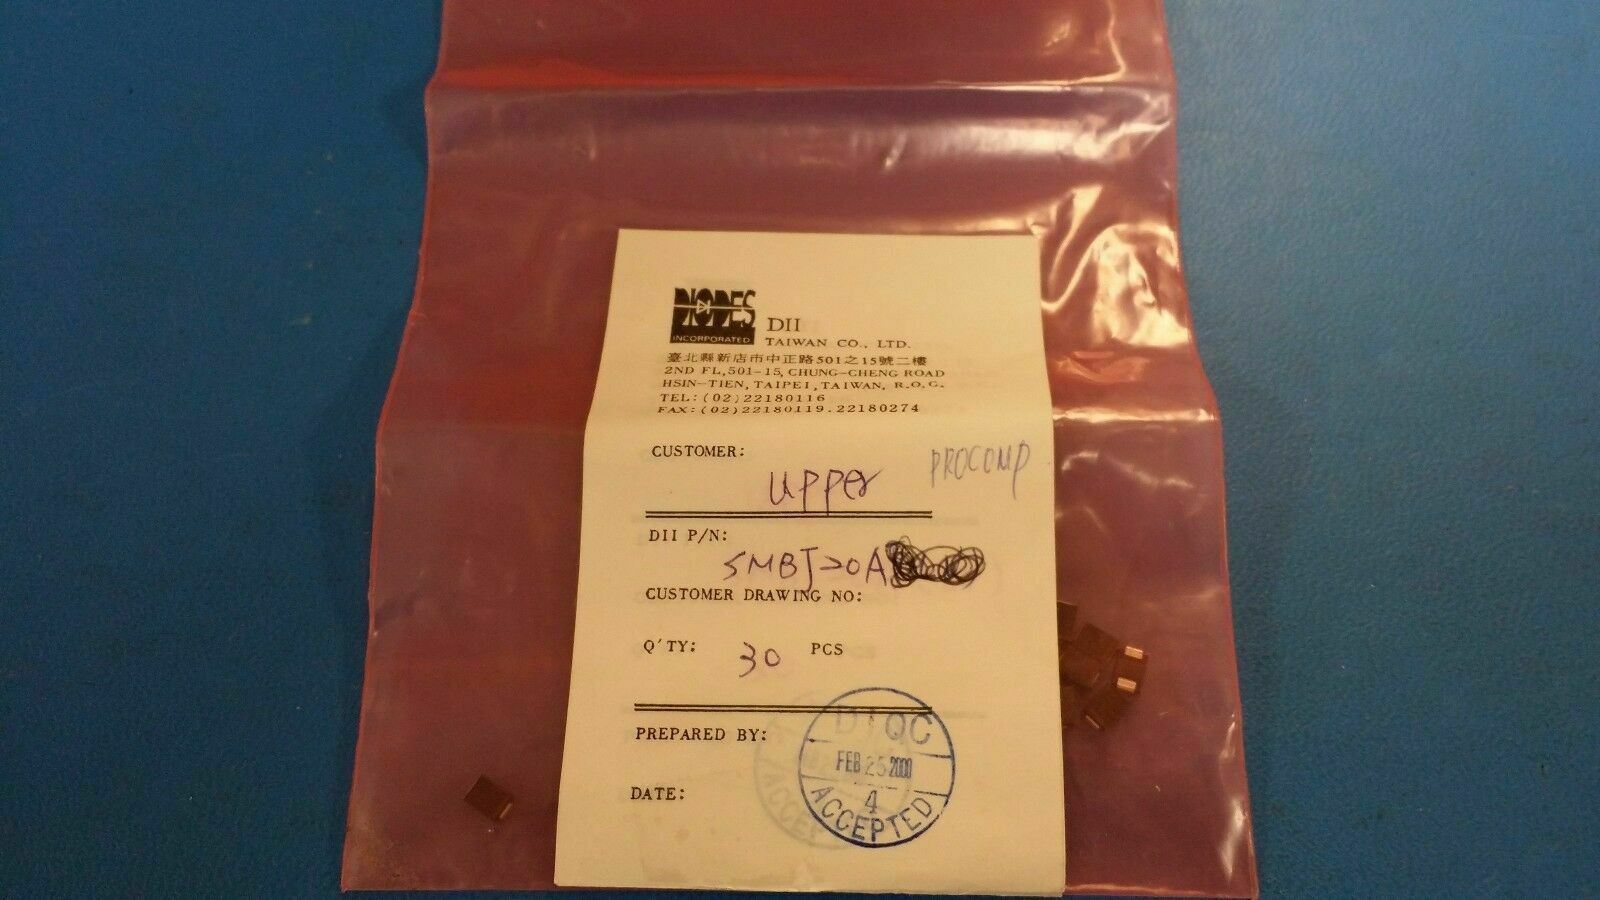 DIODES
INCORPORATED
DII
TAIWAN CO., LTD.
臺北縣新店市中正路501之15號二樓
2ND FL,501-15, CHUNG-CHENG ROAD
HSIN-TIEN, TAIPEI, TAIWAN, R.O.C.
TEL: (02)22180116
FAX: (02)22180119.22180274
CUSTOMER:
upper
PROCOMP
DII P/N:
SMBJ20A
CUSTOMER DRAWING NO:
Q'TY: 30 PCS
PREPARED BY:
DATE:
DIQC
FEB 25 2000
4
ACCEPTED